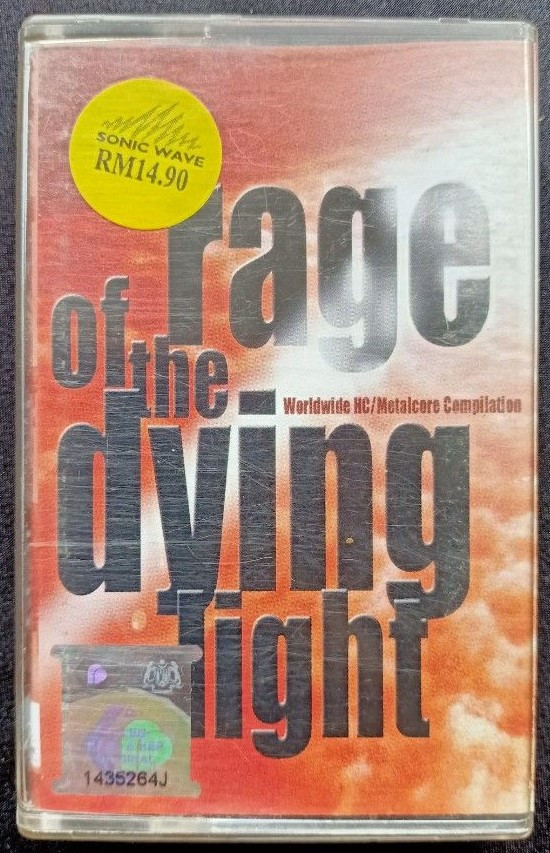 SONIC WAVE
RM14.90
rage
of the
Worldwide HC/Metalcore Compilation
dying
light
1435264J